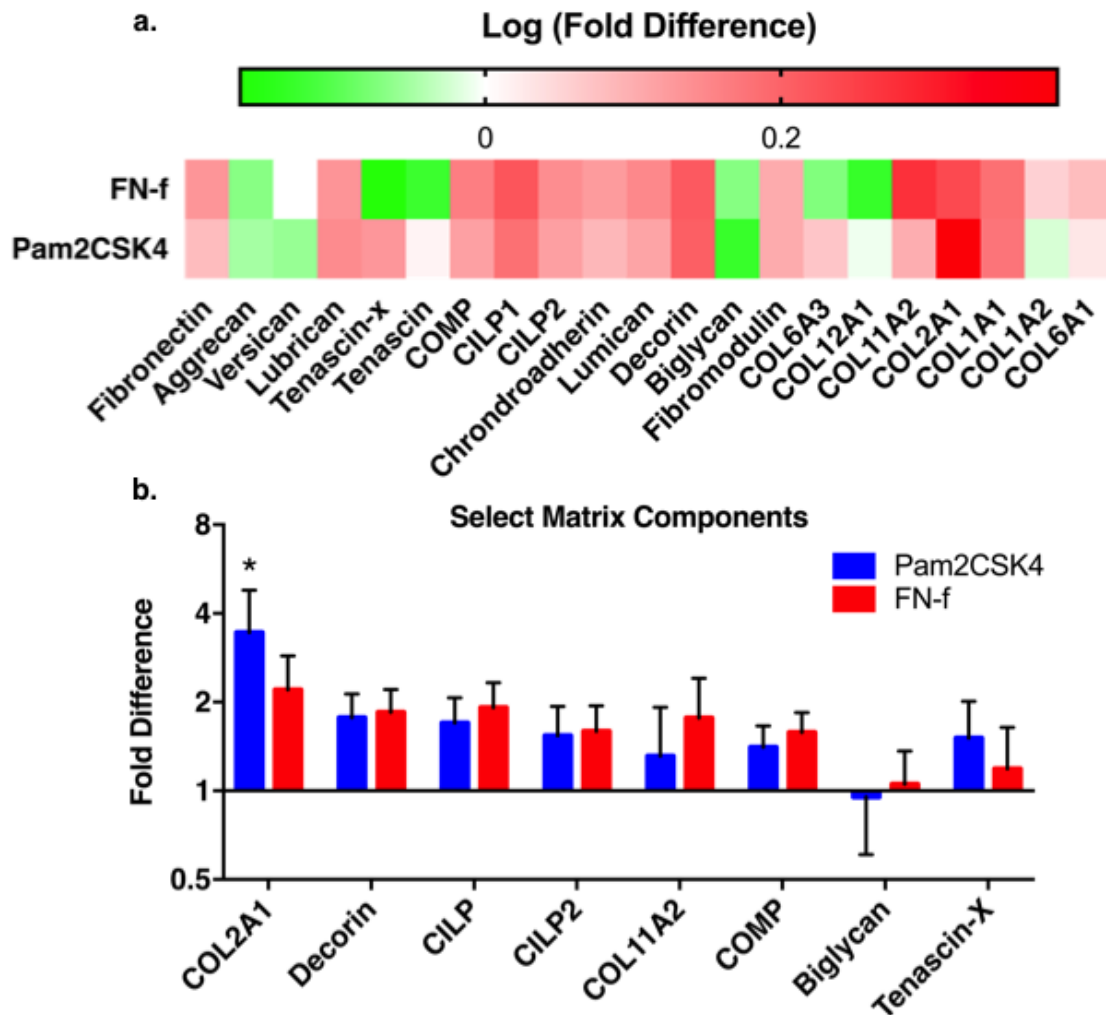 a.
Log (Fold Difference)
0 0.2
FN-f
Pam2CSK4
Fibronectin
Aggrecan
Versican
Lubrican
Tenascin-x
Tenascin
COMP
CILP1
CILP2
Chrondroadherin
Lumican
Decorin
Biglycan
Fibromodulin
COL6A3
COL12A1
COL11A2
COL2A1
COL1A1
COL1A2
COL6A1
b.
Select Matrix Components
Pam2CSK4
FN-f
Fold Difference
8
4
2
1
0.5
*
COL2A1
Decorin
CILP
CILP2
COL11A2
COMP
Biglycan
Tenascin-X